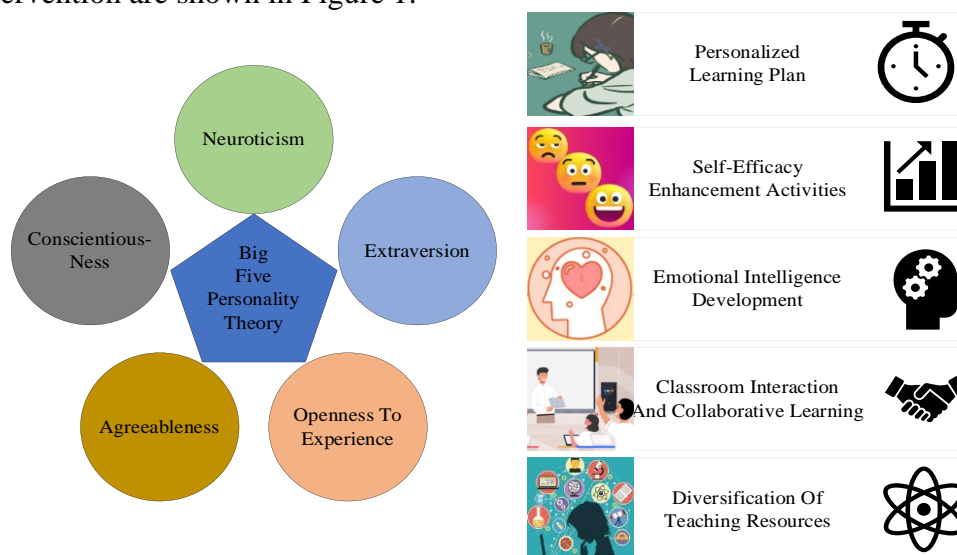 tervention are shown in Figure 1.
Neuroticism
Conscientious-
Ness
Big
Five
Personality
Theory
Extraversion
Agreeableness
Openness To
Experience
Personalized
Learning Plan
Self-Efficacy
Enhancement Activities
Emotional Intelligence
Development
Classroom Interaction
And Collaborative Learning
Diversification Of
Teaching Resources